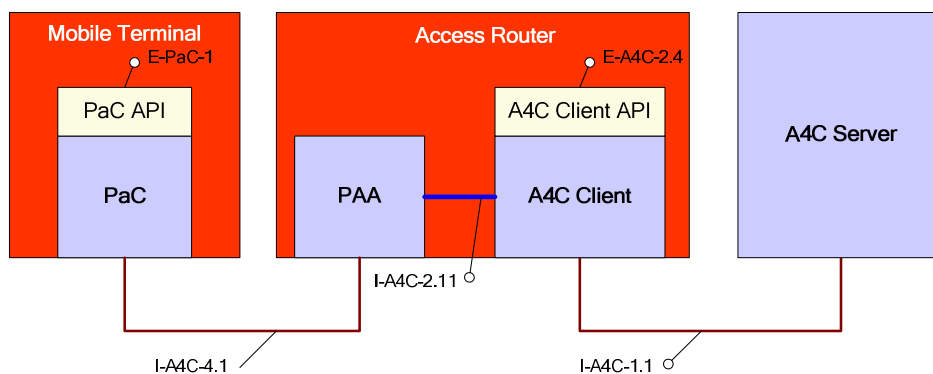 Mobile Terminal
E-PaC-1
PaC API
PaC
Access Router
E-A4C-2.4
A4C Client API
PAA
A4C Client
A4C Server
I-A4C-2.11
I-A4C-4.1
I-A4C-1.1